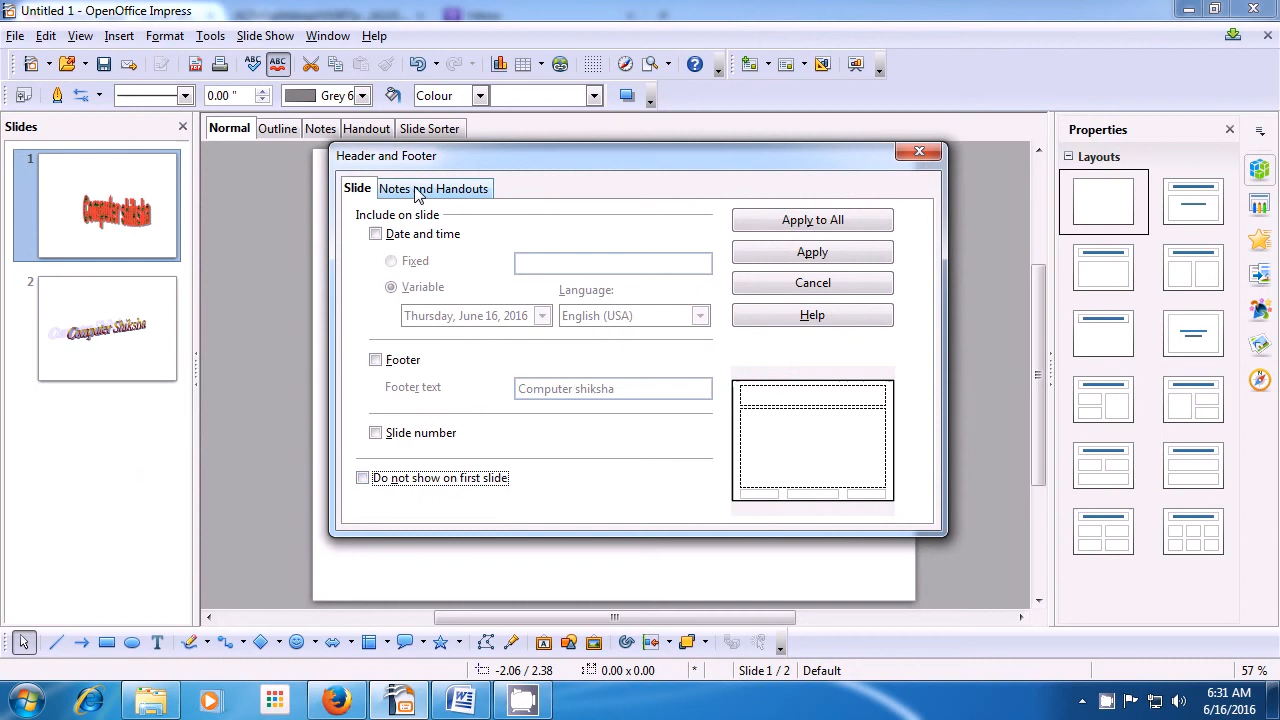 Untitled 1 - OpenOffice Impress
File Edit View Insert Format Tools Slide Show Window Help
0.00 " Grey 6 Colour
Slides
Normal Outline Notes Handout Slide Sorter
Properties
Layouts
1
Computer shiksha
2
Computer Shiksha
Header and Footer
Slide Notes and Handouts
Include on slide
Date and time
Fixed
Variable
Language:
Thursday, June 16, 2016 English (USA)
Footer
Footer text Computer shiksha
Slide number
Do not show on first slide
Apply to All
Apply
Cancel
Help
-2.06 / 2.38 0.00 x 0.00 * Slide 1 / 2 Default 57 %
6:31 AM
6/16/2016